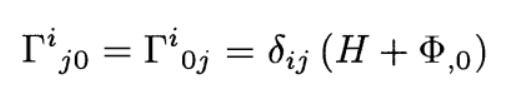 Γ^i_{j0} = Γ^i_{0j} = δ_{ij} (H + Φ_{,0})